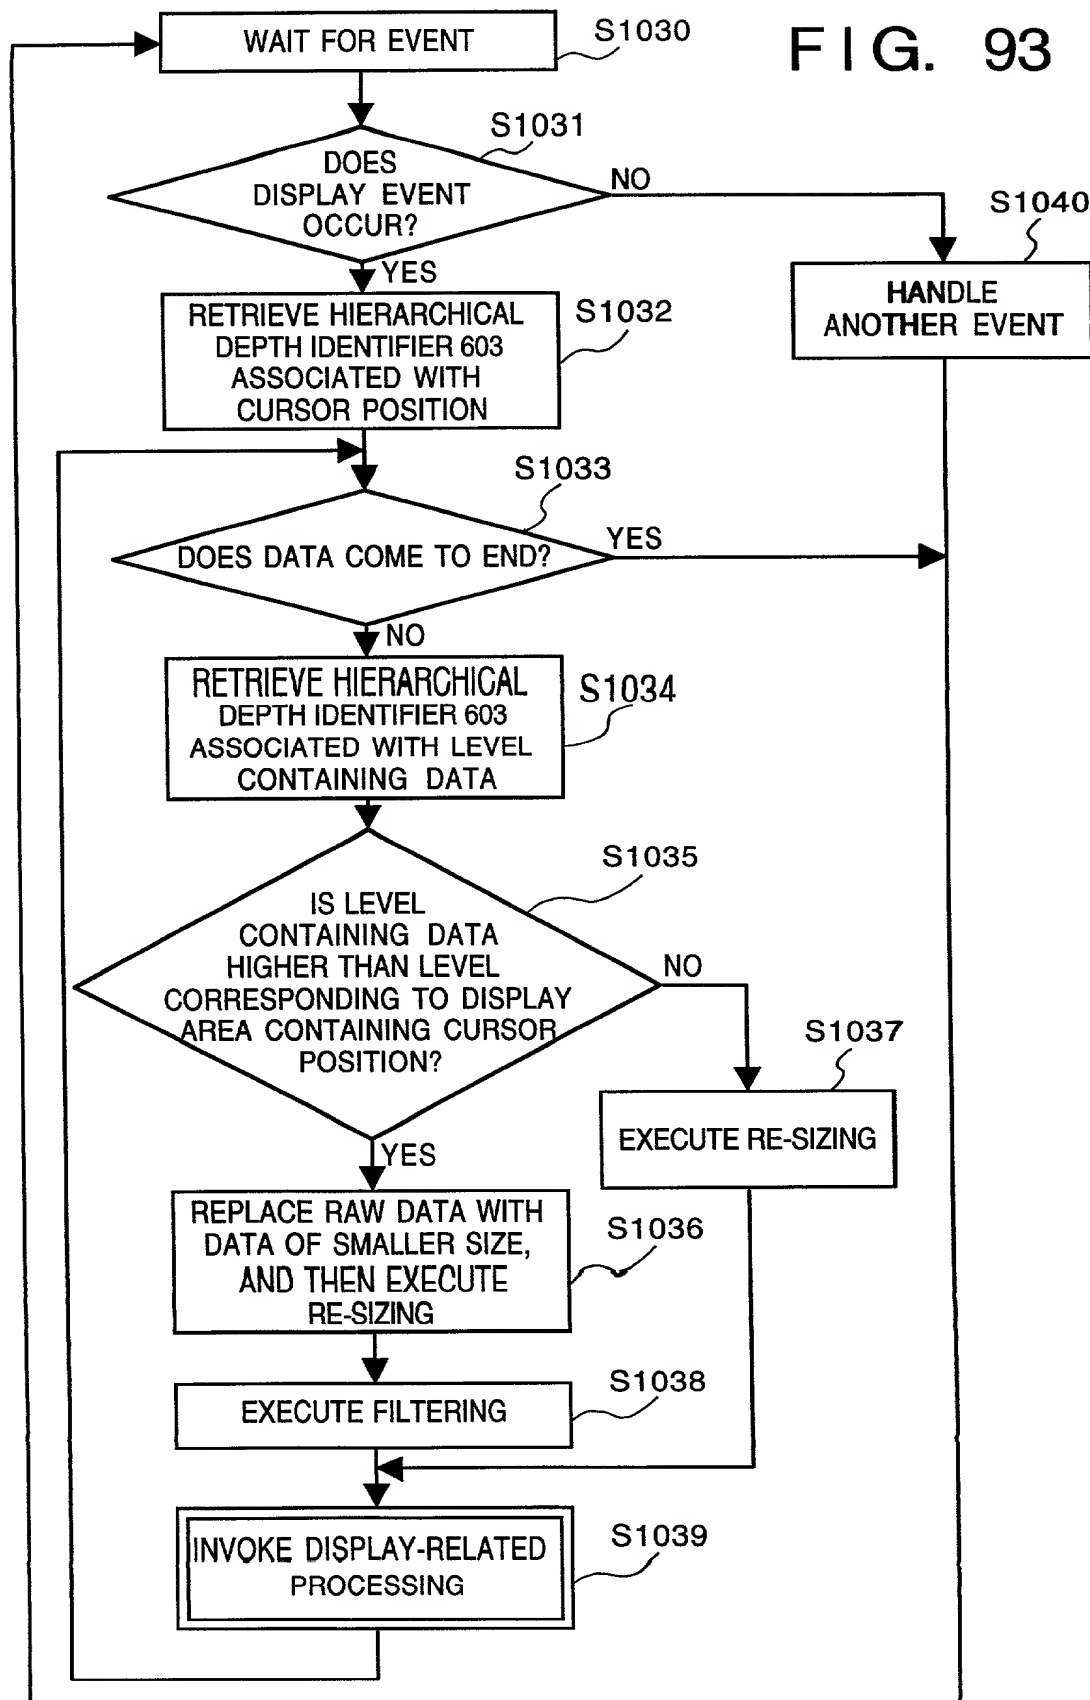 FIG. 93
WAIT FOR EVENT
S1030
DOES
DISPLAY EVENT
OCCUR?
S1031
NO
YES
S1040
HANDLE
ANOTHER EVENT
RETRIEVE HIERARCHICAL
DEPTH IDENTIFIER 603
ASSOCIATED WITH
CURSOR POSITION
S1032
DOES DATA COME TO END?
S1033
YES
NO
RETRIEVE HIERARCHICAL
DEPTH IDENTIFIER 603
ASSOCIATED WITH LEVEL
CONTAINING DATA
S1034
IS LEVEL
CONTAINING DATA
HIGHER THAN LEVEL
CORRESPONDING TO DISPLAY
AREA CONTAINING CURSOR
POSITION?
S1035
NO
YES
S1037
EXECUTE RE-SIZING
REPLACE RAW DATA WITH
DATA OF SMALLER SIZE,
AND THEN EXECUTE
RE-SIZING
S1036
EXECUTE FILTERING
S1038
INVOKE DISPLAY-RELATED
PROCESSING
S1039